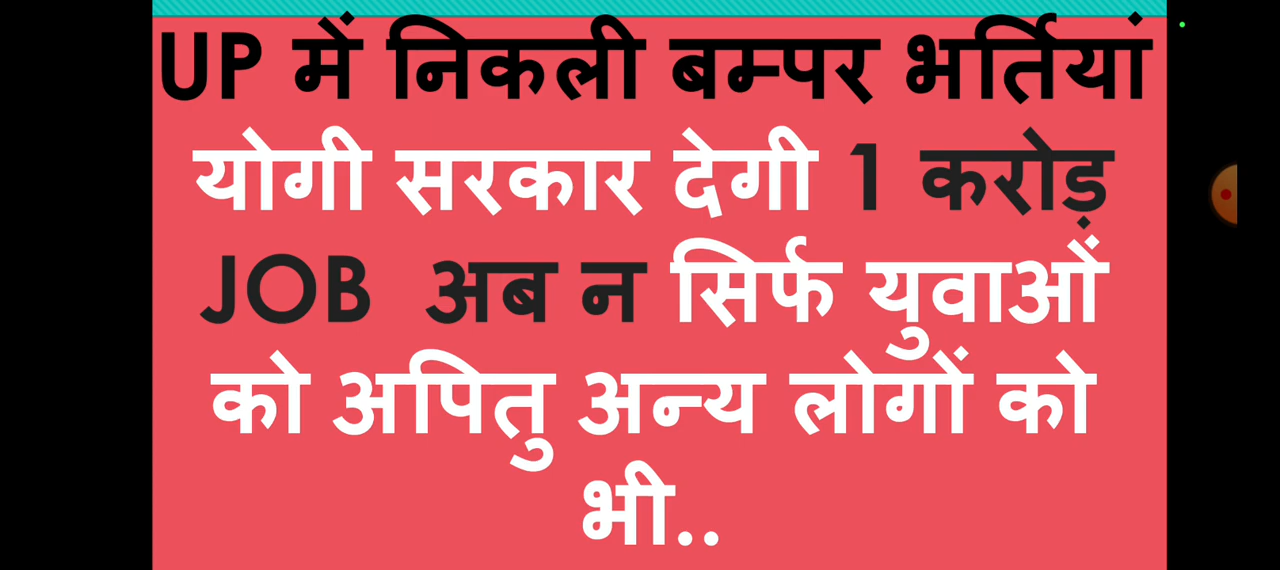 UP में निकली बम्पर भर्तियां
योगी सरकार देगी 1 करोड़
JOB अब न सिर्फ युवाओं
को अपितु अन्य लोगों को
भी..